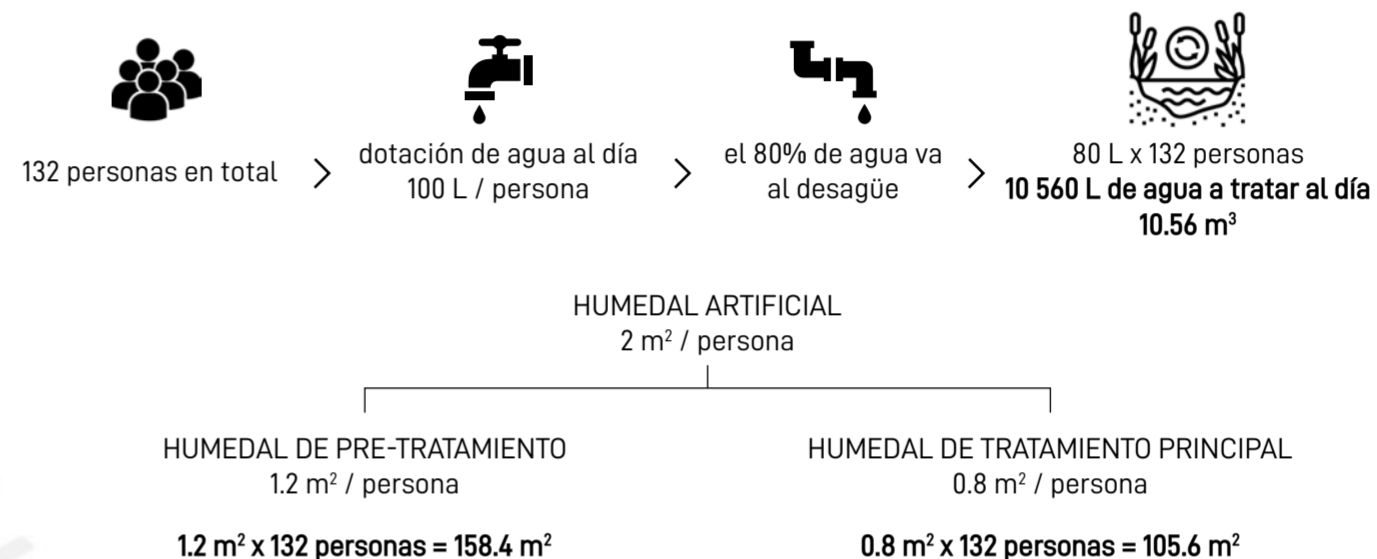 132 personas en total
>
dotación de agua al día
100 L / persona
>
el 80% de agua va
al desagüe
>
80 L x 132 personas
10 560 L de agua a tratar al día
10.56 m³
HUMEDAL ARTIFICIAL
2 m² / persona
HUMEDAL DE PRE-TRATAMIENTO
1.2 m² / persona
1.2 m² x 132 personas = 158.4 m²
HUMEDAL DE TRATAMIENTO PRINCIPAL
0.8 m² / persona
0.8 m² x 132 personas = 105.6 m²